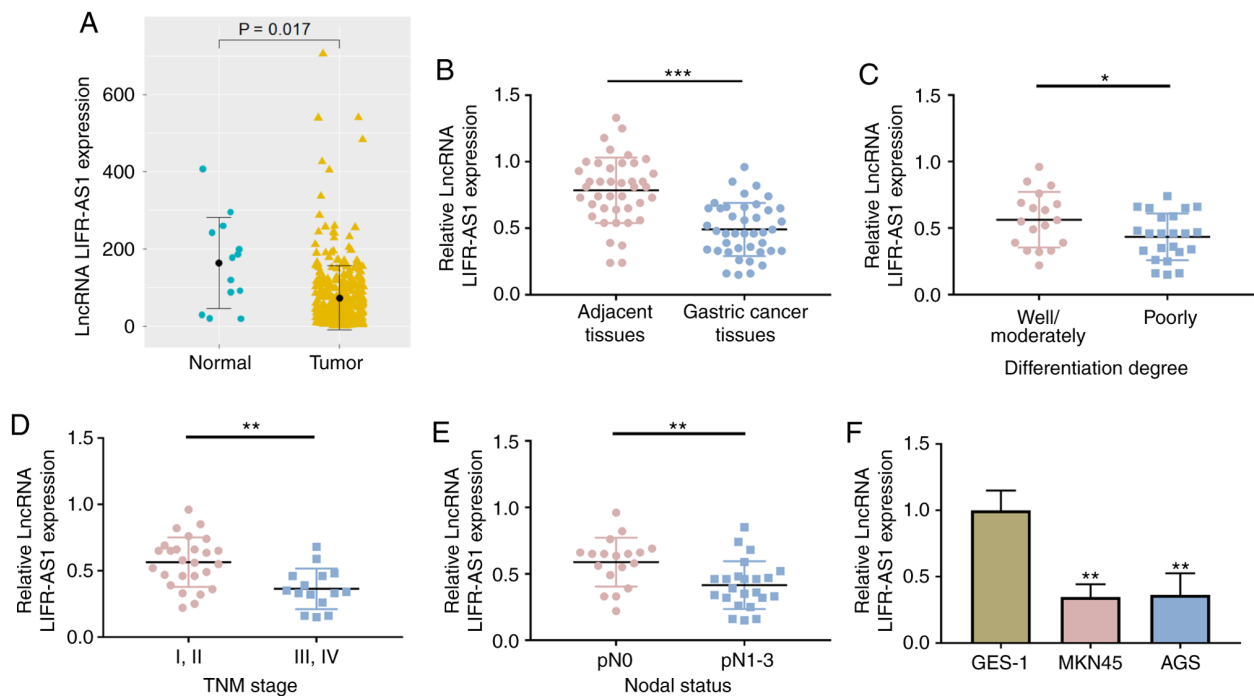 A
P = 0.017
LncRNA LIFR-AS1 expression
600
400
200
0
Normal
Tumor
B
***
Relative LncRNA
LIFR-AS1 expression
1.5
1.0
0.5
0.0
Adjacent
tissues
Gastric cancer
tissues
C
*
Relative LncRNA
LIFR-AS1 expression
1.5
1.0
0.5
0.0
Well/
moderately
Poorly
Differentiation degree
D
**
Relative LncRNA
LIFR-AS1 expression
1.5
1.0
0.5
0.0
I, II
III, IV
TNM stage
E
**
Relative LncRNA
LIFR-AS1 expression
1.5
1.0
0.5
0.0
pN0
pN1-3
Nodal status
F
Relative LncRNA
LIFR-AS1 expression
1.5
1.0
0.5
0.0
**
**
GES-1
MKN45
AGS